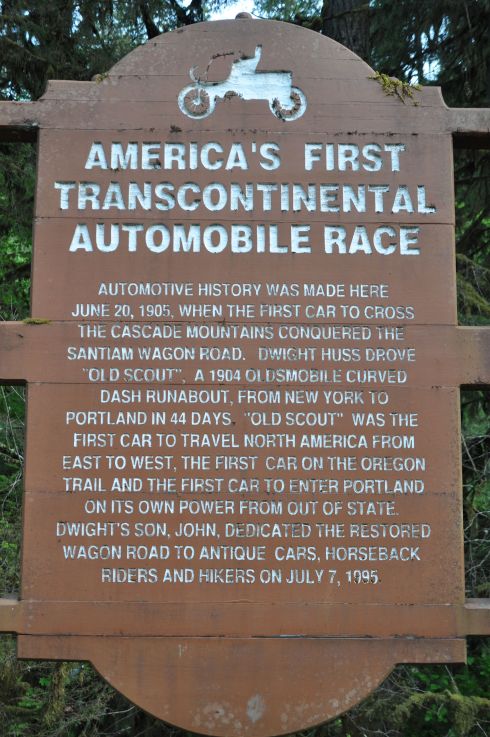 AMERICA'S FIRST
TRANSCONTINENTAL
AUTOMOBILE RACE
AUTOMOTIVE HISTORY WAS MADE HERE
JUNE 20, 1905, WHEN THE FIRST CAR TO CROSS
THE CASCADE MOUNTAINS CONQUERED THE
SANTIAM WAGON ROAD. DWIGHT HUSS DROVE
"OLD SCOUT", A 1904 OLDSMOBILE CURVED
DASH RUNABOUT, FROM NEW YORK TO
PORTLAND IN 44 DAYS. "OLD SCOUT" WAS THE
FIRST CAR TO TRAVEL NORTH AMERICA FROM
EAST TO WEST, THE FIRST CAR ON THE OREGON
TRAIL AND THE FIRST CAR TO ENTER PORTLAND
ON ITS OWN POWER FROM OUT OF STATE.
DWIGHT'S SON, JOHN, DEDICATED THE RESTORED
WAGON ROAD TO ANTIQUE CARS, HORSEBACK
RIDERS AND HIKERS ON JULY 7, 1995.